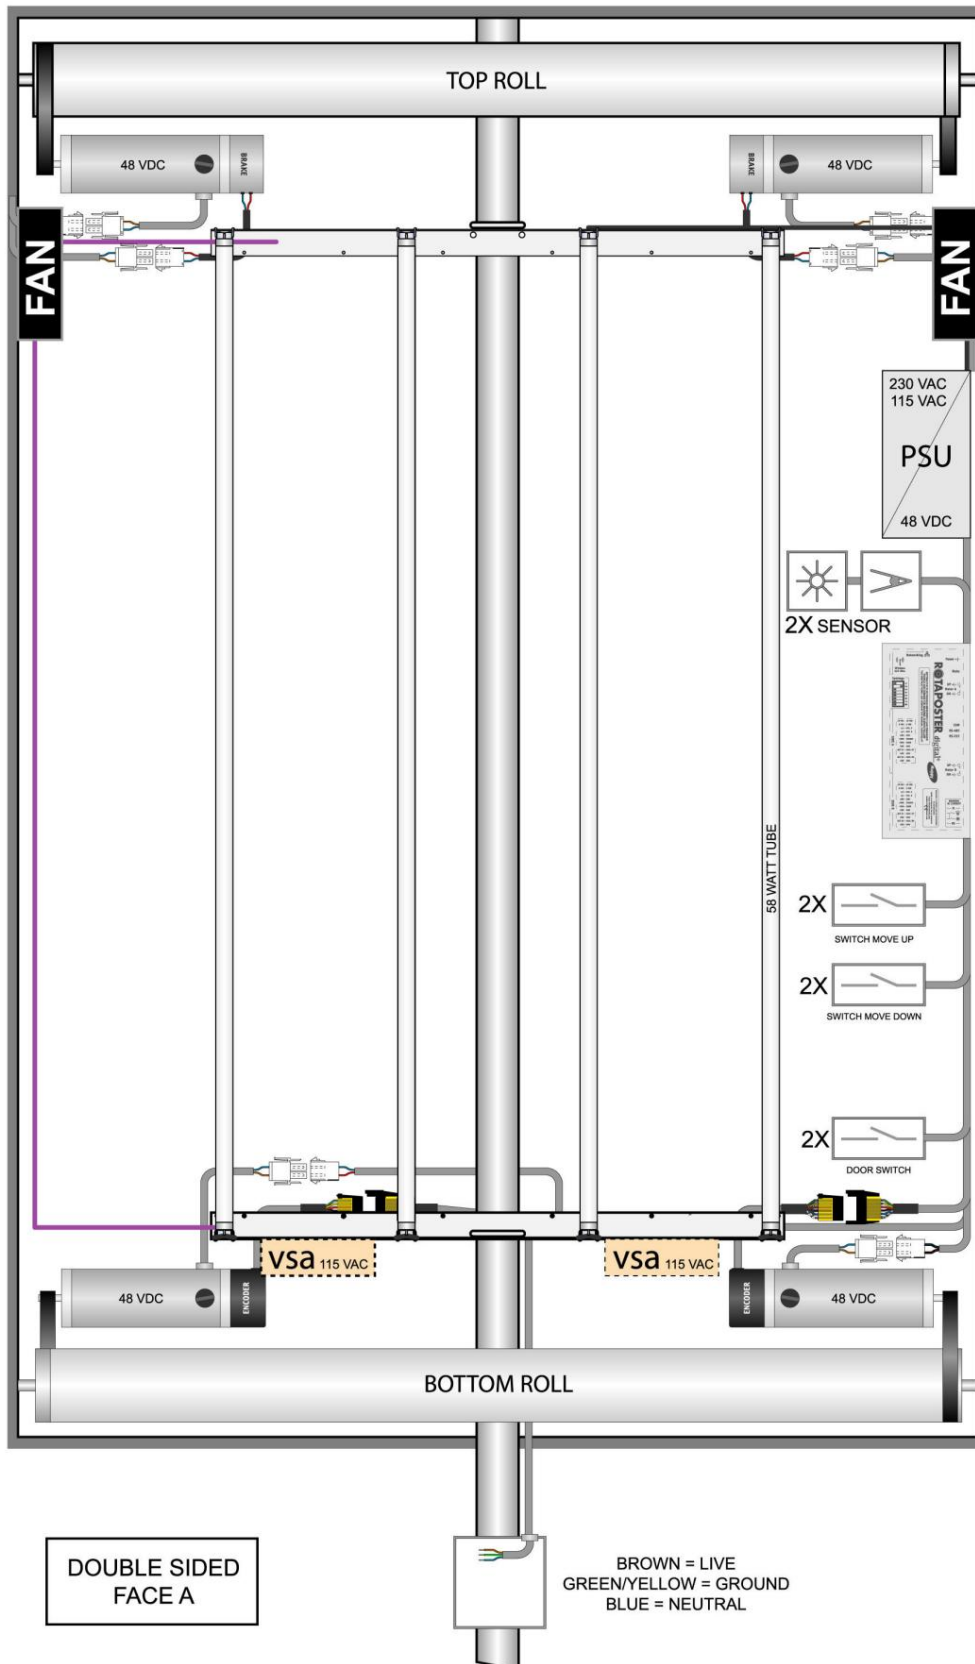 TOP ROLL
48 VDC
BRAKE
BRAKE
48 VDC
FAN
FAN
230 VAC
115 VAC
PSU
48 VDC
2X SENSOR
ROTAPOSTER digital
58 WATT TUBE
2X
SWITCH MOVE UP
2X
SWITCH MOVE DOWN
2X
DOOR SWITCH
vsa 115 VAC
vsa 115 VAC
48 VDC
ENCODER
ENCODER
48 VDC
BOTTOM ROLL
DOUBLE SIDED
FACE A
BROWN = LIVE
GREEN/YELLOW = GROUND
BLUE = NEUTRAL